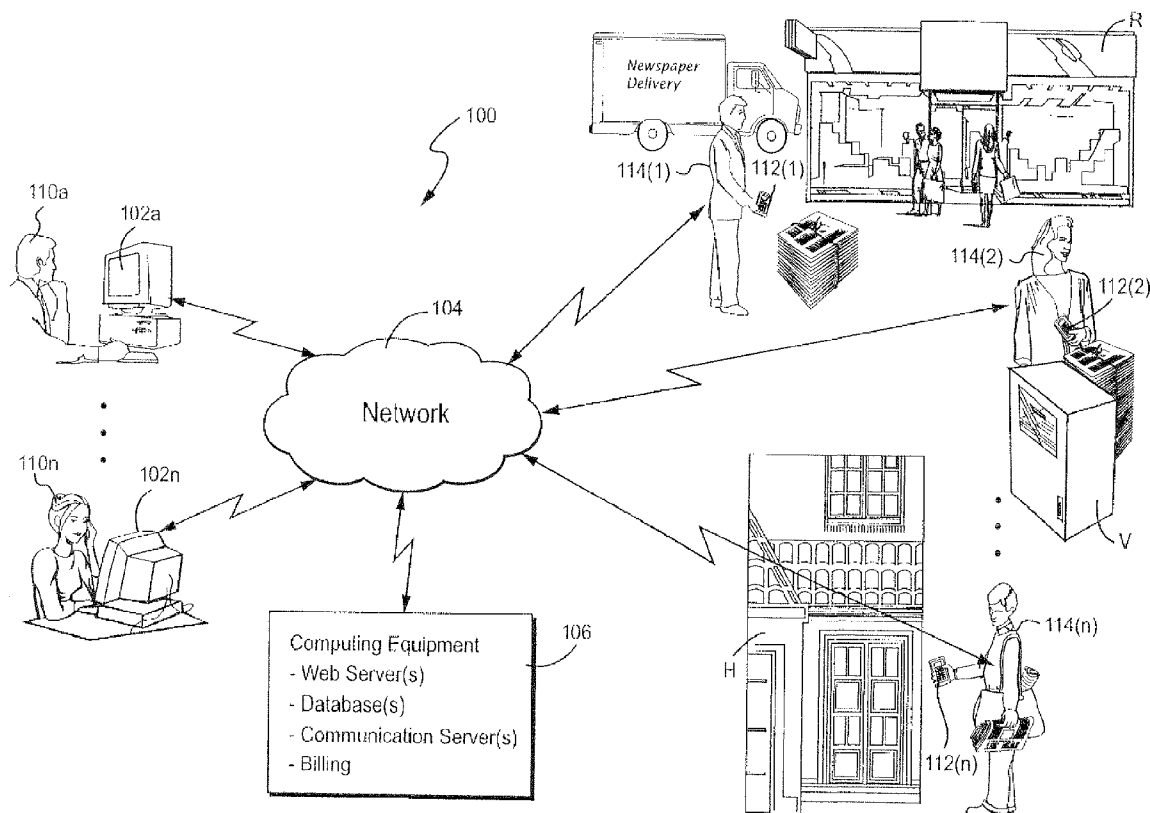 R
Newspaper
Delivery
100
114(1)
112(1)
110a
102a
114(2)
112(2)
104
Network
110n
102n
V
Computing Equipment
- Web Server(s)
- Database(s)
- Communication Server(s)
- Billing
106
H
114(n)
112(n)